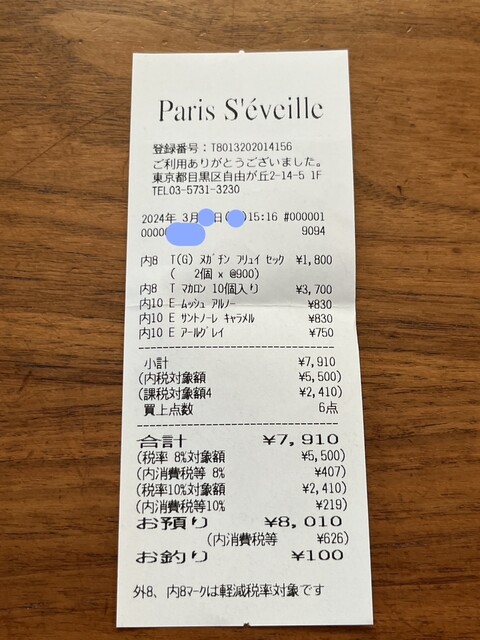 Paris S'éveille
登録番号：T8013202014156
ご利用ありがとうございました。
東京都目黒区自由が丘2-14-5 1F
TEL03-5731-3230
2024年 3月 日( )15:16 #000001
0000 9094
内8 T(G) ヌガチン フリュイ セック ¥1,800
( 2個 x @900)
内8 T マカロン 10個入り ¥3,700
内10 E ムッシュ アルノー ¥830
内10 E サントノーレ キャラメル ¥830
内10 E アールグレイ ¥750
小計 ¥7,910
(内税対象額 ¥5,500)
(課税対象額4 ¥2,410)
買上点数 6点
合計 ¥7,910
(税率 8%対象額 ¥5,500)
(内消費税等 8% ¥407)
(税率10%対象額 ¥2,410)
(内消費税等10% ¥219)
お預り ¥8,010
(内消費税等 ¥626)
お釣り ¥100
外8、内8マークは軽減税率対象です